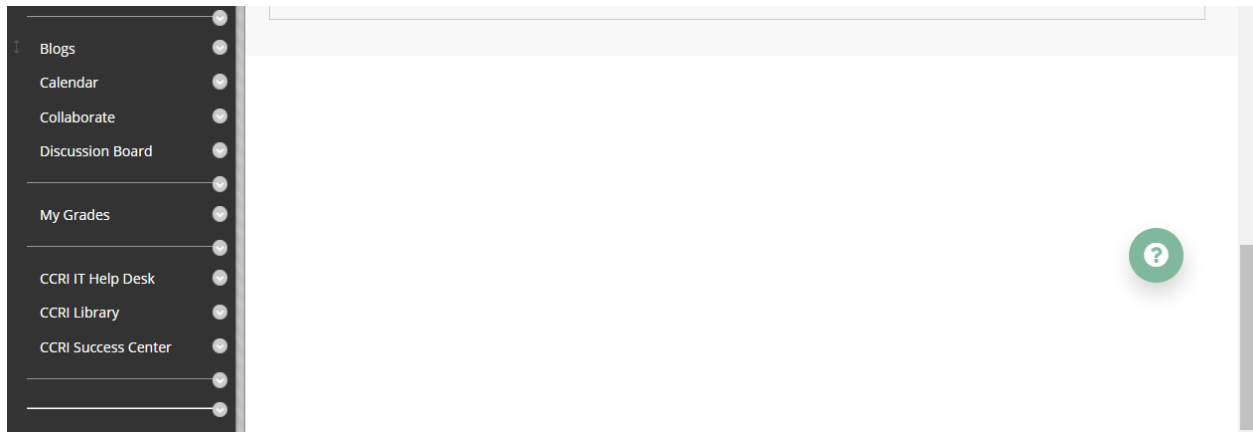 Blogs
Calendar
Collaborate
Discussion Board
My Grades
CCRI IT Help Desk
CCRI Library
CCRI Success Center
?